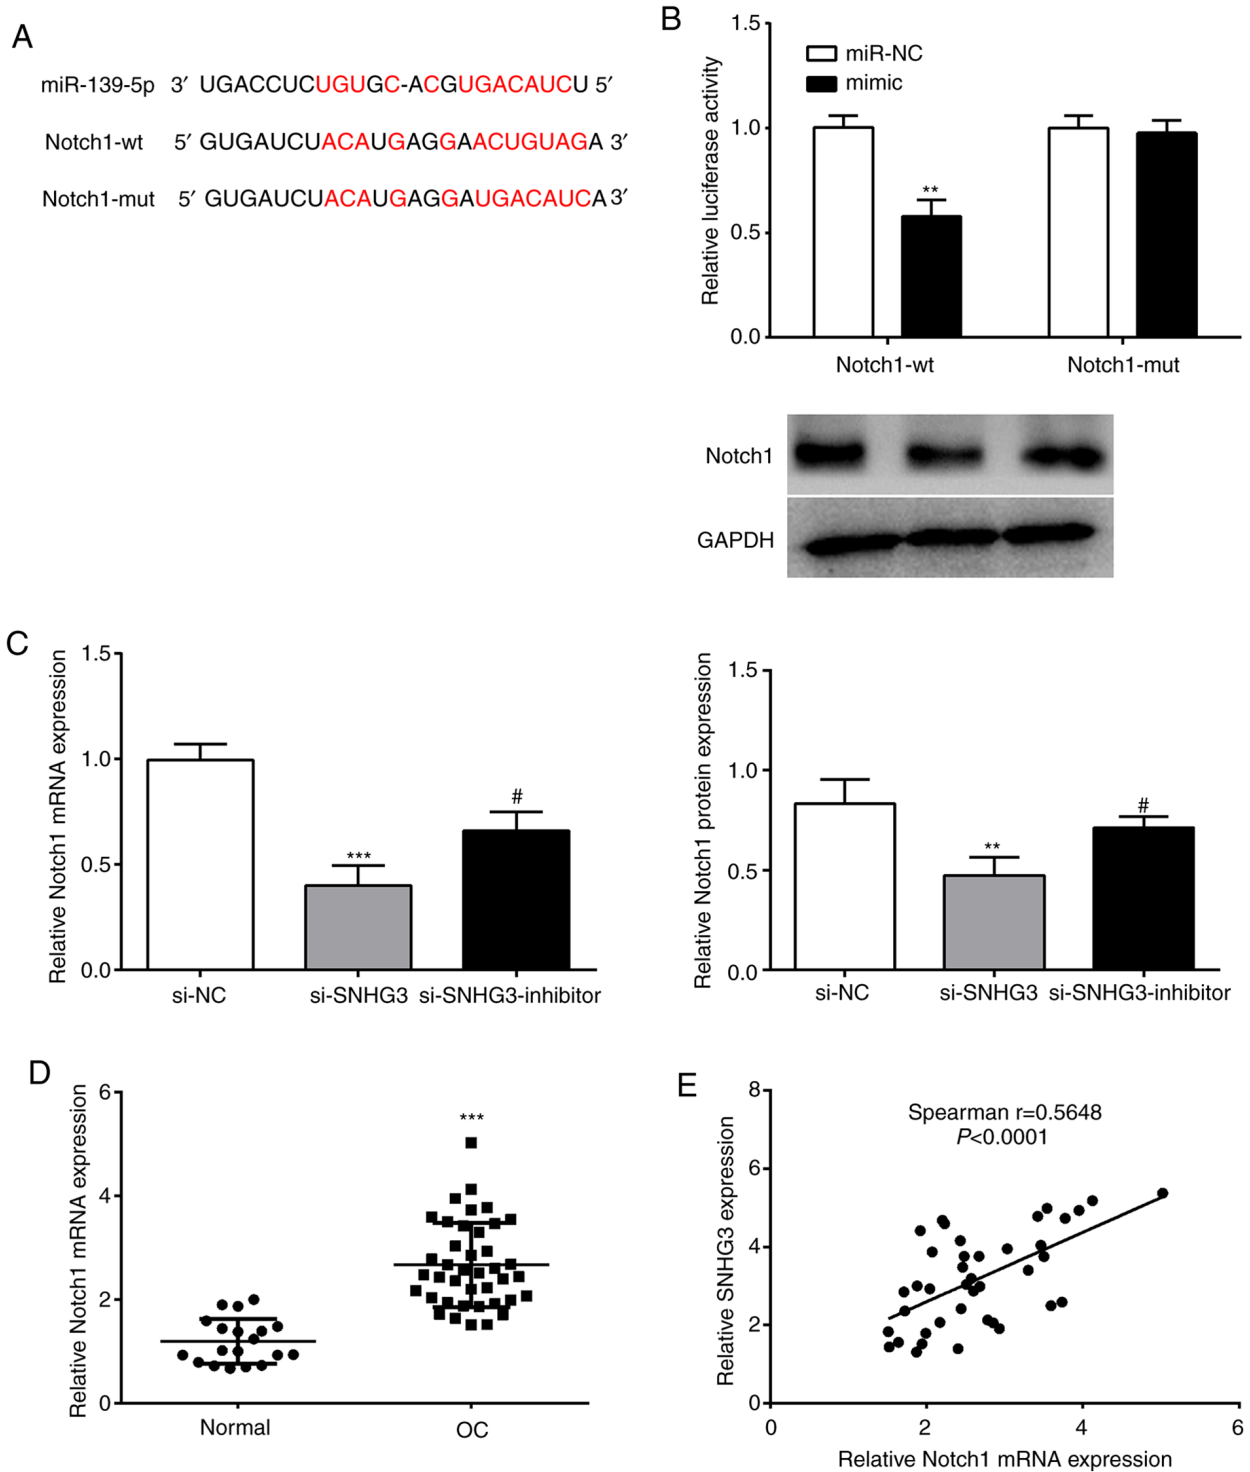 A
miR-139-5p 3′ UGACCUCUGUGC-ACGUGACAUCU 5′
Notch1-wt 5′ GUGAUCUACAUGAGGAACUGUAGA 3′
Notch1-mut 5′ GUGAUCUACAUGAGGAUGACAUCA 3′
B
Relative luciferase activity
1.5
1.0
0.5
0.0
miR-NC
mimic
**
Notch1-wt
Notch1-mut
Notch1
GAPDH
C
Relative Notch1 mRNA expression
1.5
1.0
0.5
0.0
***
#
si-NC
si-SNHG3
si-SNHG3-inhibitor
Relative Notch1 protein expression
1.5
1.0
0.5
0.0
**
#
si-NC
si-SNHG3
si-SNHG3-inhibitor
D
Relative Notch1 mRNA expression
6
4
2
0
***
Normal
OC
E
Relative SNHG3 expression
8
6
4
2
0
Spearman r=0.5648
P<0.0001
0
2
4
6
Relative Notch1 mRNA expression